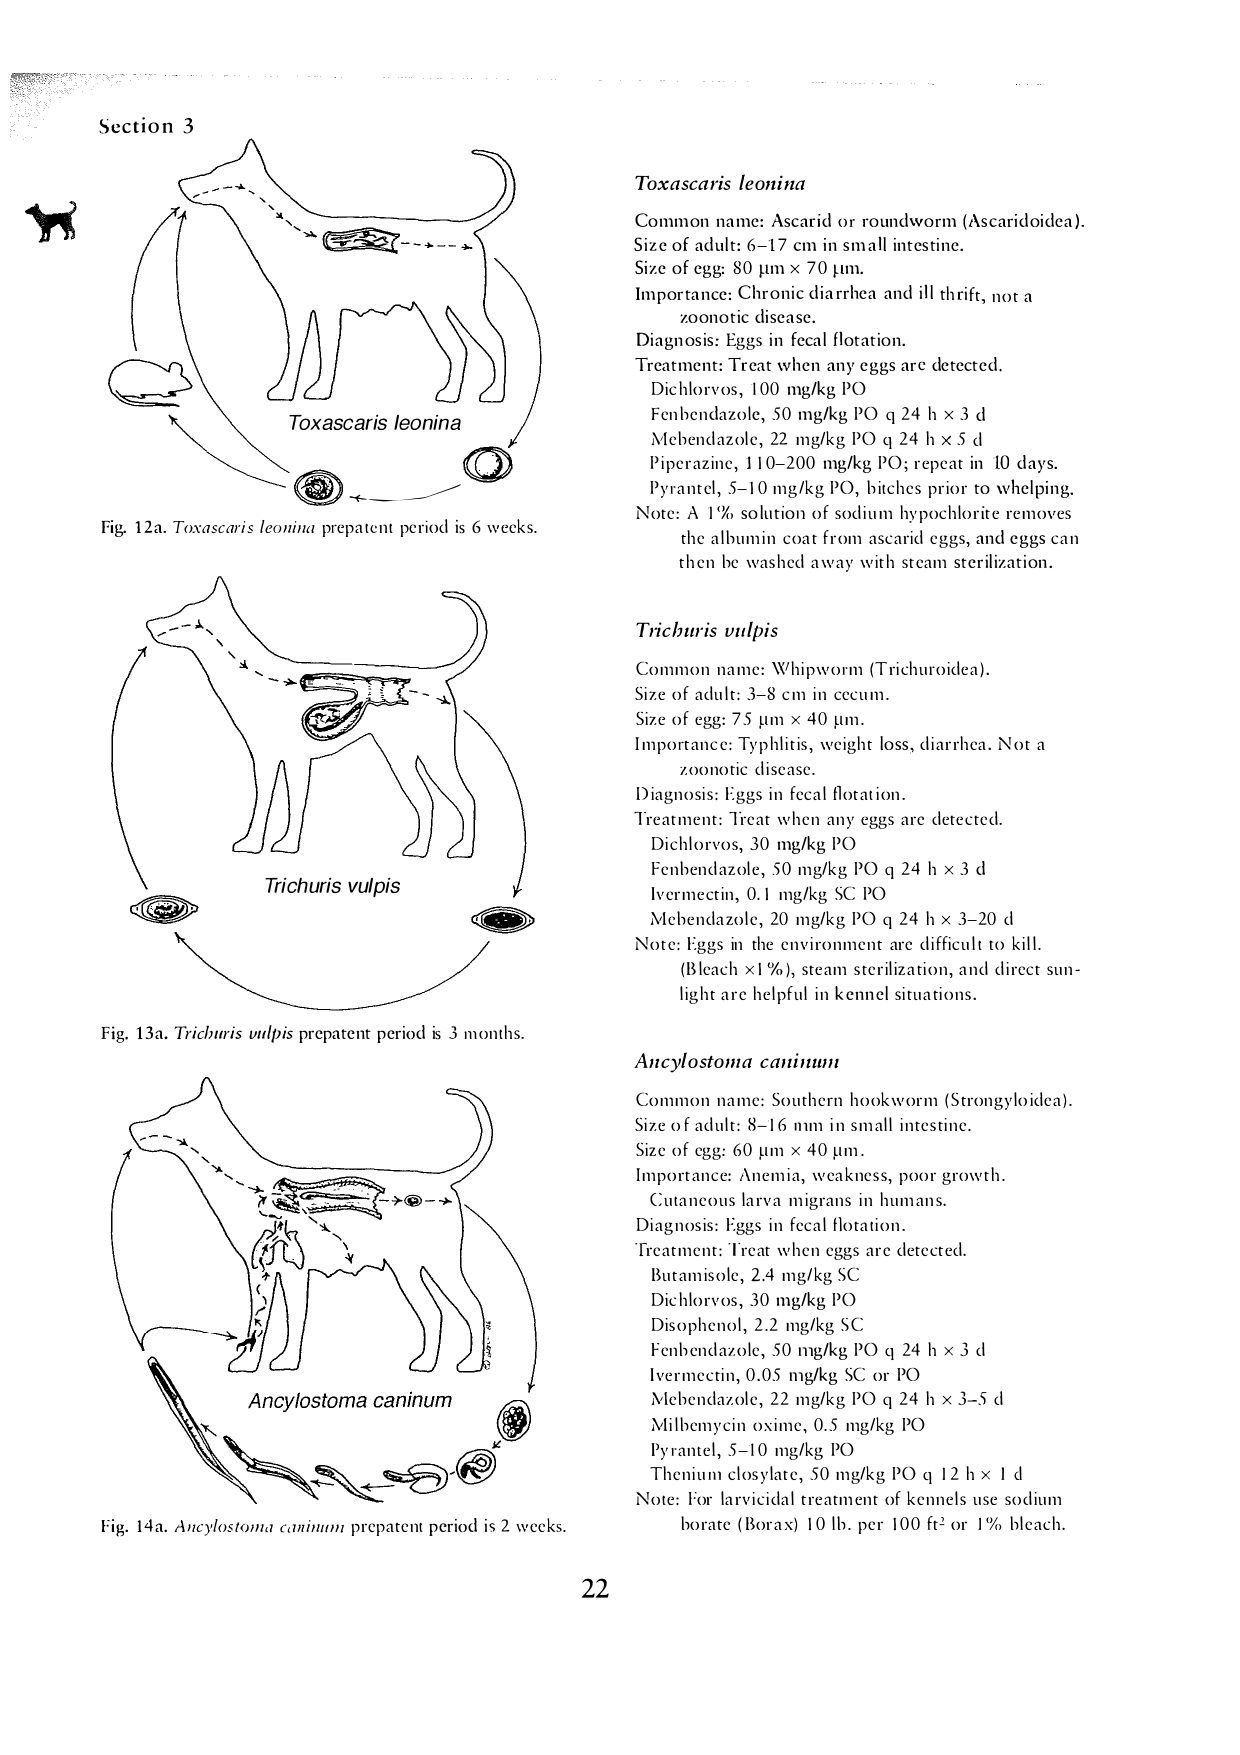 Section 3
Toxascaris leonina
Fig. 12a. Toxascaris leonina prepatent period is 6 weeks.
Trichuris vulpis
Fig. 13a. Trichuris vulpis prepatent period is 3 months.
Ancylostoma caninum
Fig. 14a. Ancylostoma caninum prepatent period is 2 weeks.
Toxascaris leonina
Common name: Ascarid or roundworm (Ascaridoidea).
Size of adult: 6–17 cm in small intestine.
Size of egg: 80 µm × 70 µm.
Importance: Chronic diarrhea and ill thrift, not a
zoonotic disease.
Diagnosis: Eggs in fecal flotation.
Treatment: Treat when any eggs are detected.
Dichlorvos, 100 mg/kg PO
Fenbendazole, 50 mg/kg PO q 24 h × 3 d
Mebendazole, 22 mg/kg PO q 24 h × 5 d
Piperazine, 110–200 mg/kg PO; repeat in 10 days.
Pyrantel, 5–10 mg/kg PO, bitches prior to whelping.
Note: A 1% solution of sodium hypochlorite removes
the albumin coat from ascarid eggs, and eggs can
then be washed away with steam sterilization.
Trichuris vulpis
Common name: Whipworm (Trichuroidea).
Size of adult: 3–8 cm in cecum.
Size of egg: 75 µm × 40 µm.
Importance: Typhlitis, weight loss, diarrhea. Not a
zoonotic disease.
Diagnosis: Eggs in fecal flotation.
Treatment: Treat when any eggs are detected.
Dichlorvos, 30 mg/kg PO
Fenbendazole, 50 mg/kg PO q 24 h × 3 d
Ivermectin, 0.1 mg/kg SC PO
Mebendazole, 20 mg/kg PO q 24 h × 3–20 d
Note: Eggs in the environment are difficult to kill.
(Bleach ×1%), steam sterilization, and direct sun-
light are helpful in kennel situations.
Ancylostoma caninum
Common name: Southern hookworm (Strongyloidea).
Size of adult: 8–16 mm in small intestine.
Size of egg: 60 µm × 40 µm.
Importance: Anemia, weakness, poor growth.
Cutaneous larva migrans in humans.
Diagnosis: Eggs in fecal flotation.
Treatment: Treat when eggs are detected.
Butamisole, 2.4 mg/kg SC
Dichlorvos, 30 mg/kg PO
Disophenol, 2.2 mg/kg SC
Fenbendazole, 50 mg/kg PO q 24 h × 3 d
Ivermectin, 0.05 mg/kg SC or PO
Mebendazole, 22 mg/kg PO q 24 h × 3–5 d
Milbemycin oxime, 0.5 mg/kg PO
Pyrantel, 5–10 mg/kg PO
Thenium closylate, 50 mg/kg PO q 12 h × 1 d
Note: For larvicidal treatment of kennels use sodium
borate (Borax) 10 lb. per 100 ft² or 1% bleach.
22